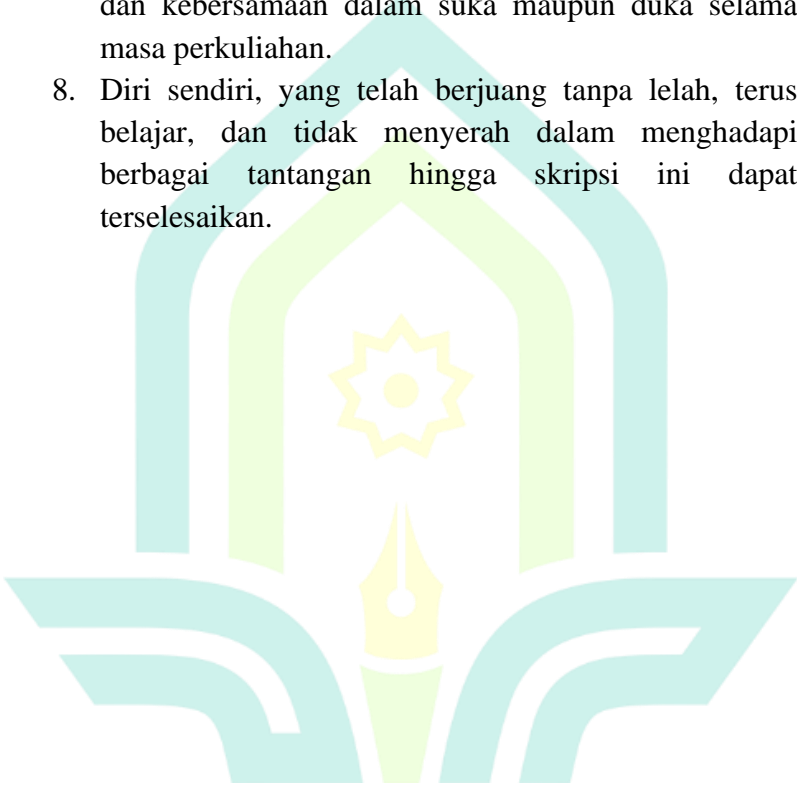 dan kebersamaan dalam suka maupun duka selama
masa perkuliahan.
8. Diri sendiri, yang telah berjuang tanpa lelah, terus
belajar, dan tidak menyerah dalam menghadapi
berbagai tantangan hingga skripsi ini dapat
terselesaikan.